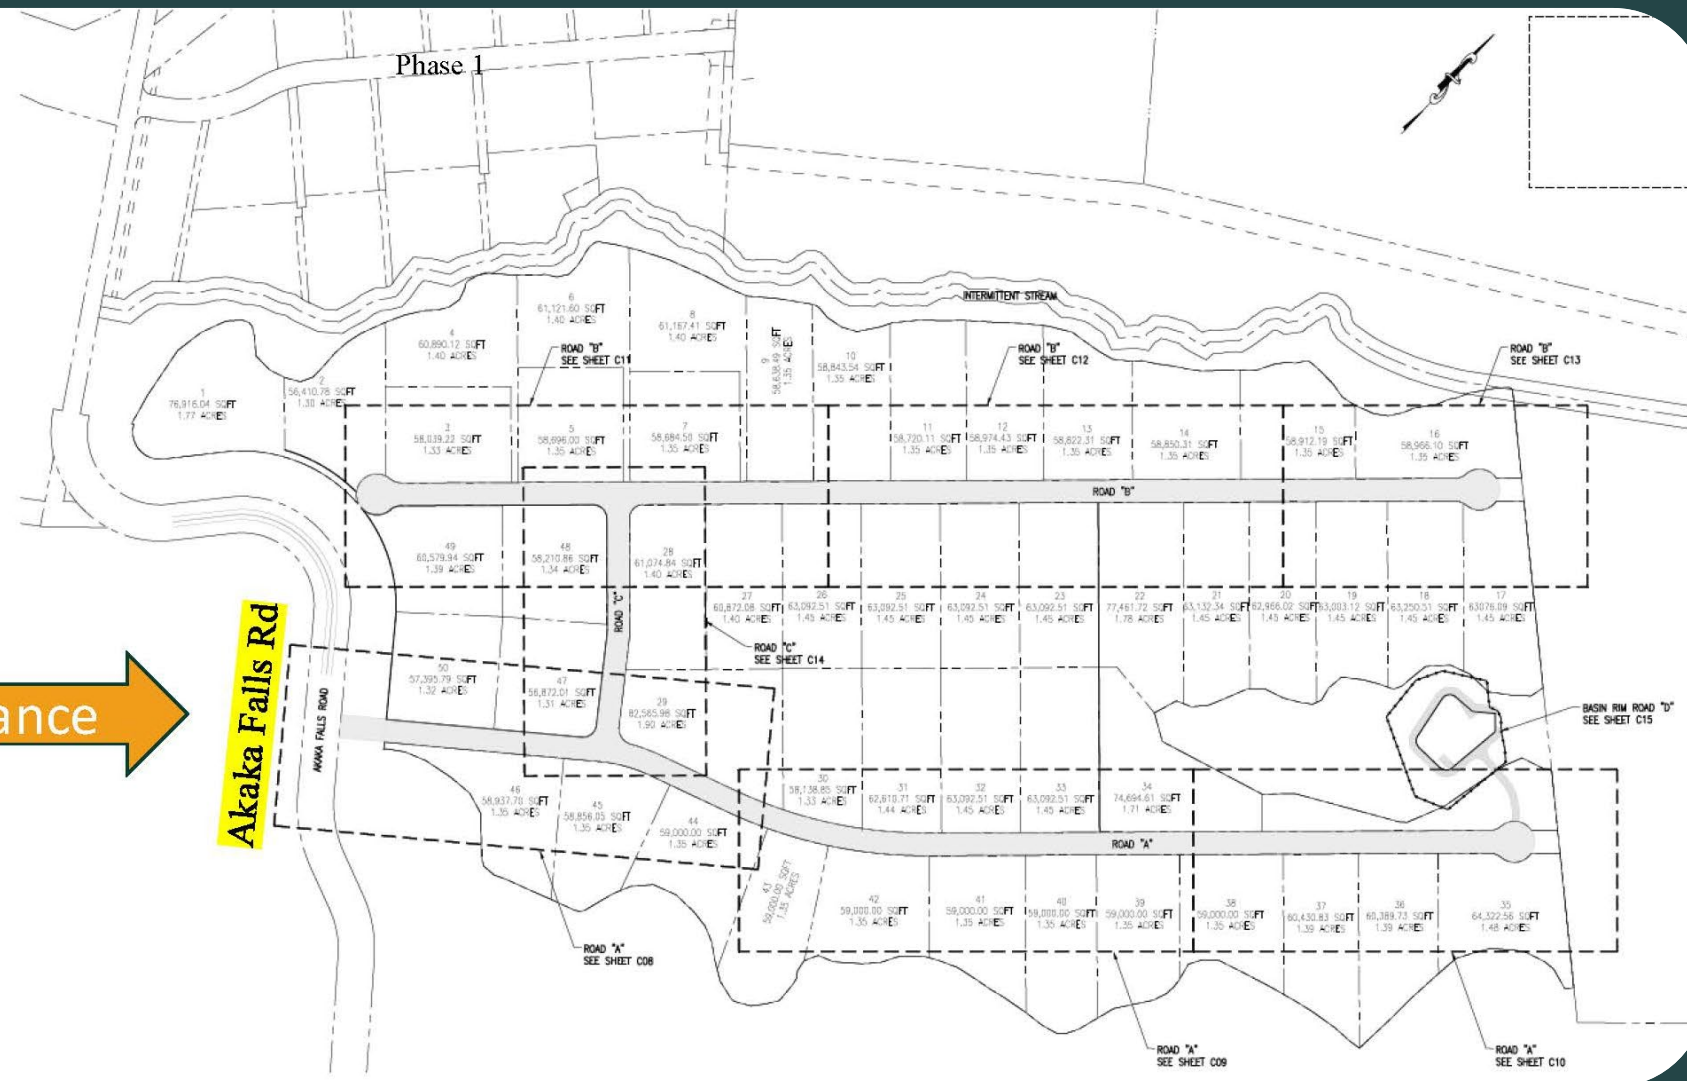 Phase 1
INTERMITTENT STREAM
6
61,121.60 SQFT
1.40 ACRES
8
61,167.41 SQFT
1.40 ACRES
4
60,890.12 SQFT
1.40 ACRES
9
58,638.49 SQFT
1.35 ACRES
10
58,843.54 SQFT
1.35 ACRES
ROAD "B"
SEE SHEET C11
ROAD "B"
SEE SHEET C12
ROAD "B"
SEE SHEET C13
1
76,916.04 SQFT
1.77 ACRES
2
56,410.78 SQFT
1.30 ACRES
3
58,039.22 SQFT
1.33 ACRES
5
58,696.00 SQFT
1.35 ACRES
7
58,684.50 SQFT
1.35 ACRES
11
58,720.11 SQFT
1.35 ACRES
12
58,974.43 SQFT
1.35 ACRES
13
58,822.31 SQFT
1.35 ACRES
14
58,850.31 SQFT
1.35 ACRES
15
58,912.19 SQFT
1.35 ACRES
16
58,966.10 SQFT
1.35 ACRES
ROAD "B"
49
60,579.94 SQFT
1.39 ACRES
48
58,210.86 SQFT
1.34 ACRES
28
61,074.84 SQFT
1.40 ACRES
ROAD "C"
27
60,872.08 SQFT
1.40 ACRES
26
63,092.51 SQFT
1.45 ACRES
25
63,092.51 SQFT
1.45 ACRES
24
63,092.51 SQFT
1.45 ACRES
23
63,092.51 SQFT
1.45 ACRES
22
77,461.72 SQFT
1.78 ACRES
21
63,132.34 SQFT
1.45 ACRES
20
62,966.02 SQFT
1.45 ACRES
19
63,003.12 SQFT
1.45 ACRES
18
63,250.51 SQFT
1.45 ACRES
17
63076.09 SQFT
1.45 ACRES
ROAD "C"
SEE SHEET C14
Akaka Falls Rd
ance
AKAKA FALLS ROAD
50
57,395.79 SQFT
1.32 ACRES
47
56,872.01 SQFT
1.31 ACRES
29
82,565.98 SQFT
1.90 ACRES
BASIN RIM ROAD "D"
SEE SHEET C15
46
58,937.70 SQFT
1.35 ACRES
45
58,856.05 SQFT
1.35 ACRES
44
59,000.00 SQFT
1.35 ACRES
30
58,138.85 SQFT
1.33 ACRES
31
62,610.71 SQFT
1.44 ACRES
32
63,092.51 SQFT
1.45 ACRES
33
63,092.51 SQFT
1.45 ACRES
34
74,694.61 SQFT
1.71 ACRES
ROAD "A"
43
59,000.00 SQFT
1.35 ACRES
42
59,000.00 SQFT
1.35 ACRES
41
59,000.00 SQFT
1.35 ACRES
40
59,000.00 SQFT
1.35 ACRES
39
59,000.00 SQFT
1.35 ACRES
38
59,000.00 SQFT
1.35 ACRES
37
60,430.83 SQFT
1.39 ACRES
36
60,389.73 SQFT
1.39 ACRES
35
64,322.56 SQFT
1.48 ACRES
ROAD "A"
SEE SHEET C08
ROAD "A"
SEE SHEET C09
ROAD "A"
SEE SHEET C10